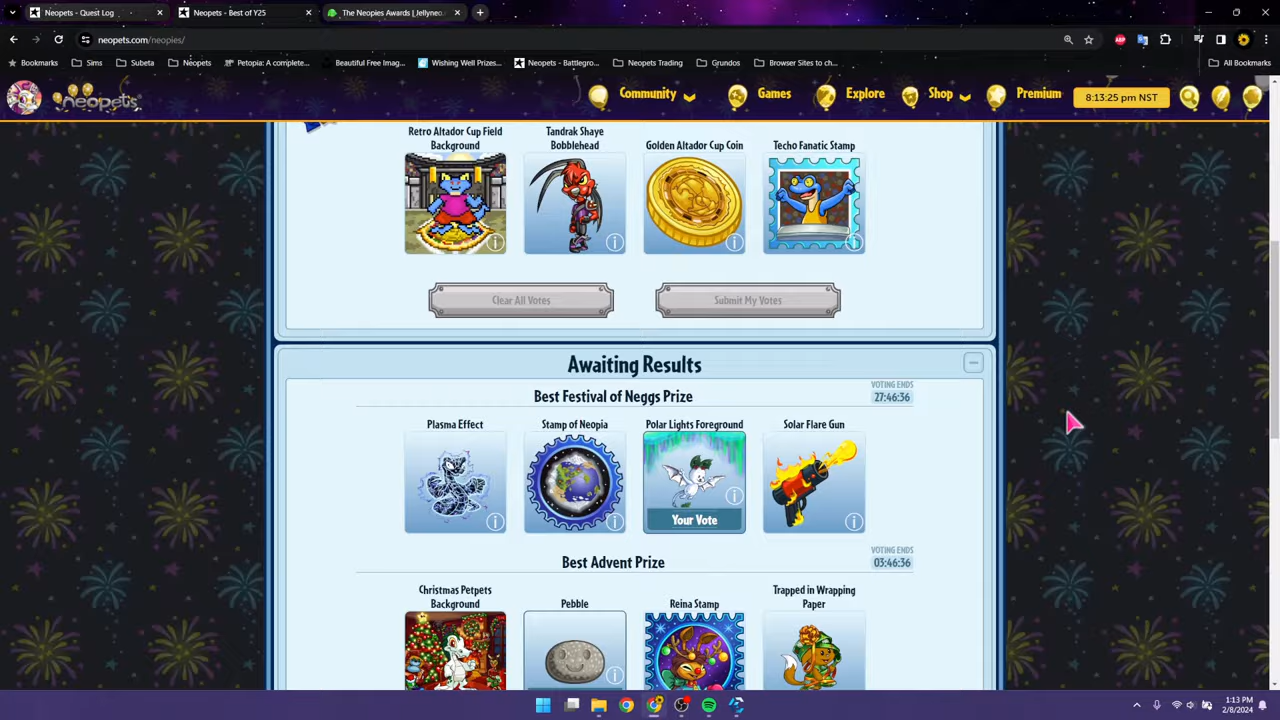 Neopets - Quest Log
Neopets - Best of Y25
The Neopies Awards | Jellyneo.
neopets.com/neopies/
Bookmarks
Sims
Subeta
Neopets
Petopia: A complete...
Beautiful Free Imag...
Wishing Well Prizes...
Neopets - Battlegro...
Neopets Trading
Grundos
Browser Sites to ch...
All Bookmarks
neopets
Community
Games
Explore
Shop
Premium
8:13:25 pm NST
Retro Altador Cup Field
Background
Tandrak Shaye
Bobblehead
Golden Altador Cup Coin
Techo Fanatic Stamp
Clear All Votes
Submit My Votes
Awaiting Results
Best Festival of Neggs Prize
VOTING ENDS
27:46:36
Plasma Effect
Stamp of Neopia
Polar Lights Foreground
Solar Flare Gun
Your Vote
Best Advent Prize
VOTING ENDS
03:46:36
Christmas Petpets
Background
Pebble
Reina Stamp
Trapped in Wrapping
Paper
1:13 PM
2/8/2024